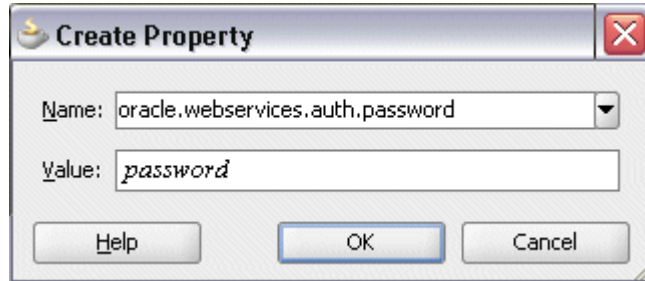 Create Property
Name: oracle.webservices.auth.password
Value: password
Help OK Cancel